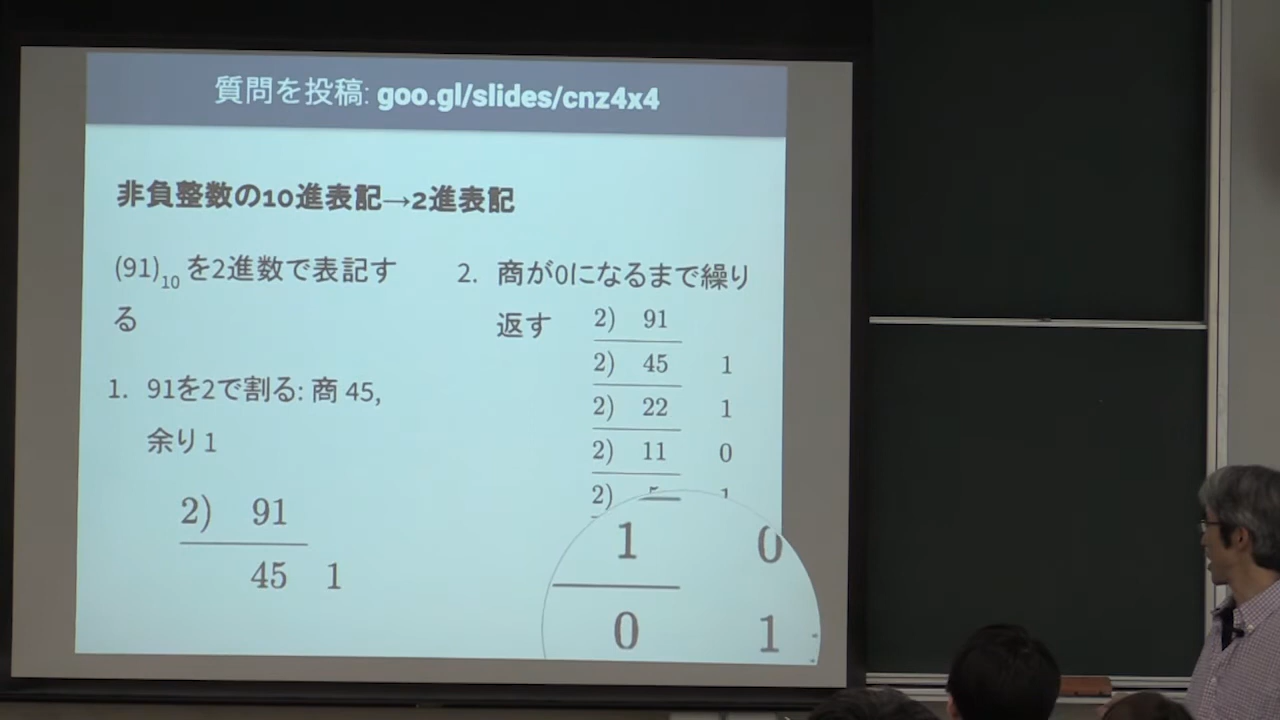 質問を投稿: goo.gl/slides/cnz4x4
非負整数の10進表記→2進表記
(91)10 を2進数で表記す
る
1. 91を2で割る: 商 45,
余り 1
2) 91
45 1
2. 商が0になるまで繰り
返す
2) 91
2) 45 1
2) 22 1
2) 11 0
2) 5 1
1 0
0 1